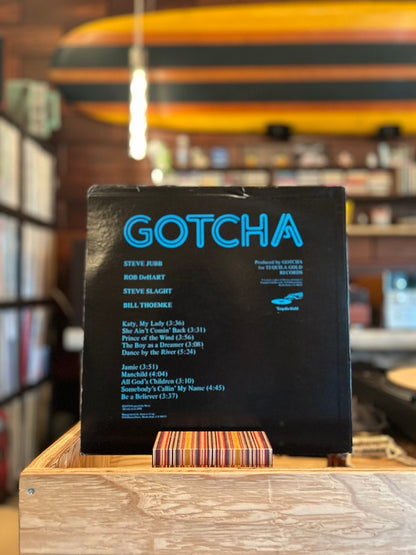 GOTCHA
STEVE JUBB
ROB DeHART
STEVE SLAGHT
BILL THOEMKE
Produced by GOTCHA
for TEQUILA GOLD
RECORDS
Katy, My Lady (3:36)
She Ain't Comin' Back (3:31)
Prince of the Wind (3:56)
The Boy as a Dreamer (3:08)
Dance by the River (5:24)
Jamie (3:51)
Manchild (4:04)
All God's Children (3:10)
Somebody's Callin' My Name (4:45)
Be a Believer (3:37)